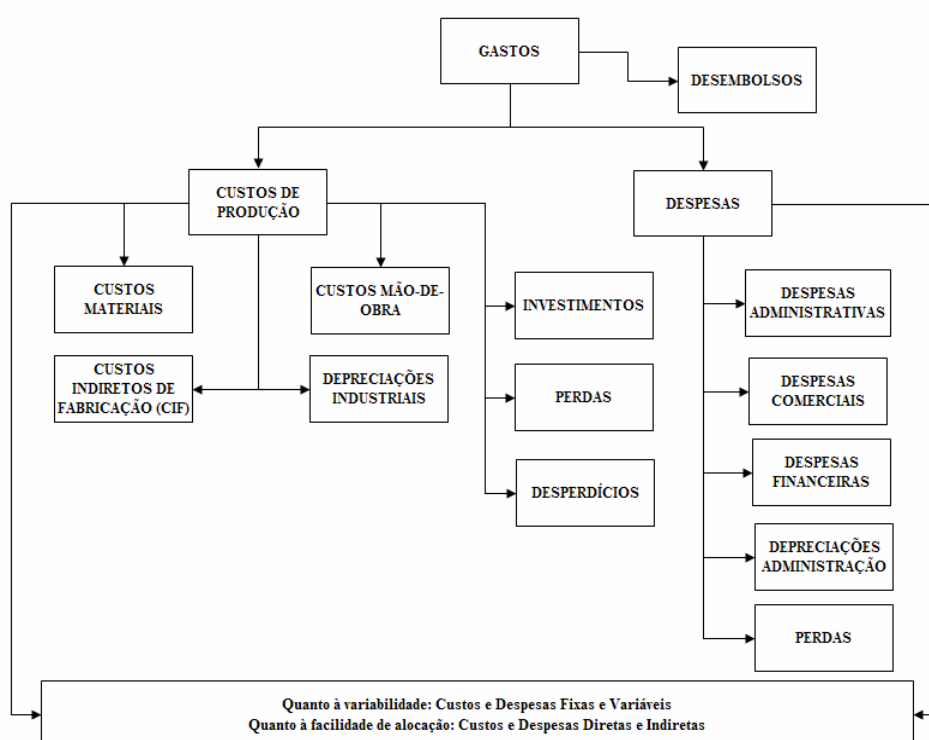 GASTOS
DESEMBOLSOS
CUSTOS DE
PRODUÇÃO
DESPESAS
CUSTOS
MATERIAIS
CUSTOS MÃO-DE-
OBRA
INVESTIMENTOS
DESPESAS
ADMINISTRATIVAS
CUSTOS
INDIRETOS DE
FABRICAÇÃO (CIF)
DEPRECIAÇÕES
INDUSTRIAIS
PERDAS
DESPESAS
COMERCIAIS
DESPERDÍCIOS
DESPESAS
FINANCEIRAS
DEPRECIAÇÕES
ADMINISTRAÇÃO
PERDAS
Quanto à variabilidade: Custos e Despesas Fixas e Variáveis
Quanto à facilidade de alocação: Custos e Despesas Diretas e Indiretas